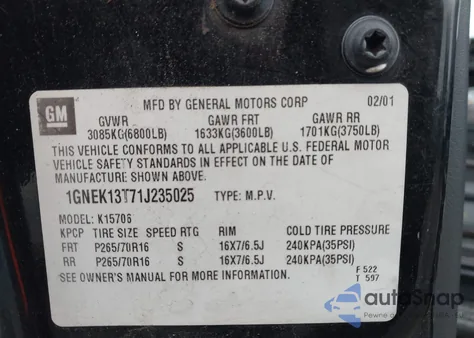 GM
MFD BY GENERAL MOTORS CORP 02/01
GVWR GAWR FRT GAWR RR
3085KG(6800LB) 1633KG(3600LB) 1701KG(3750LB)
THIS VEHICLE CONFORMS TO ALL APPLICABLE U.S. FEDERAL MOTOR
VEHICLE SAFETY STANDARDS IN EFFECT ON THE DATE OF
MANUFACTURE SHOWN ABOVE.
1GNEK13T71J235025 TYPE: M.P.V.
MODEL: K15706
KPCP TIRE SIZE SPEED RTG RIM COLD TIRE PRESSURE
FRT P265/70R16 S 16X7/6.5J 240KPA(35PSI)
RR P265/70R16 S 16X7/6.5J 240KPA(35PSI)
SEE OWNER'S MANUAL FOR MORE INFORMATION.
F 522
T 597
autoSnap
Pewne